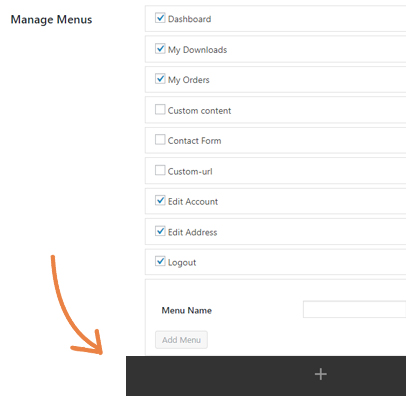 Manage Menus
Dashboard
My Downloads
My Orders
Custom content
Contact Form
Custom-url
Edit Account
Edit Address
Logout
Menu Name
Add Menu
+